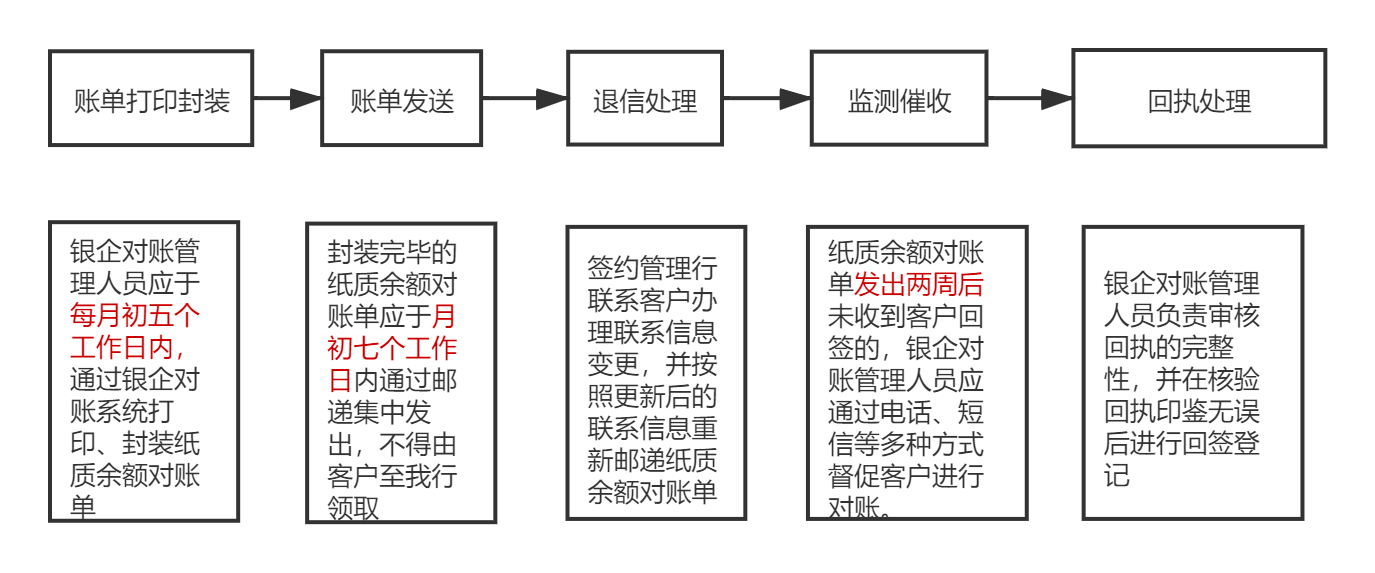 账单打印封装
账单发送
退信处理
监测催收
回执处理
银企对账管
理人员应于
每月初五个
工作日内，
通过银企对
账系统打
印、封装纸
质余额对账
单
封装完毕的
纸质余额对
账单应于月
初七个工作
日内通过邮
递集中发
出，不得由
客户至我行
领取
签约管理行
联系客户办
理联系信息
变更，并按
照更新后的
联系信息重
新邮递纸质
余额对账单
纸质余额对账
单发出两周后
未收到客户回
签的，银企对
账管理人员应
通过电话、短
信等多种方式
督促客户进行
对账。
银企对账管理
人员负责审核
回执的完整
性，并在核验
回执印鉴无误
后进行回签登
记